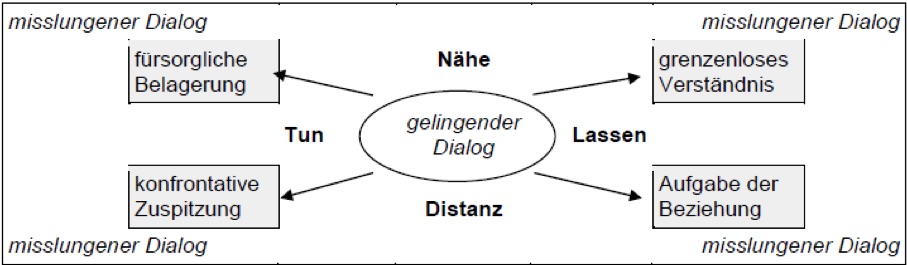 misslungener Dialog
misslungener Dialog
fürsorgliche
Belagerung
Nähe
grenzenloses
Verständnis
Tun
gelingender
Dialog
Lassen
konfrontative
Zuspitzung
Distanz
Aufgabe der
Beziehung
misslungener Dialog
misslungener Dialog